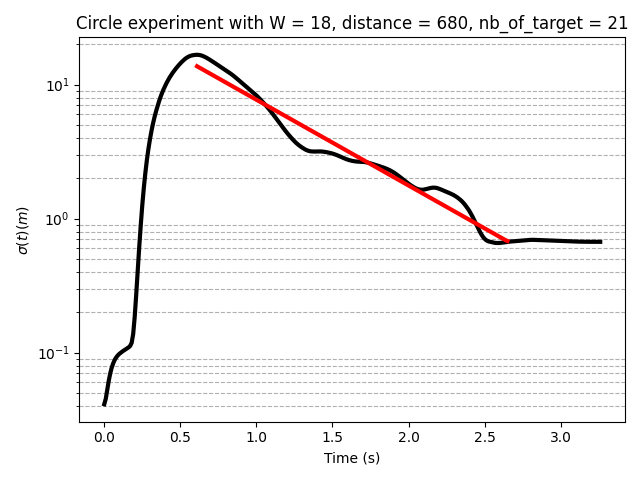 Circle experiment with W = 18, distance = 680, nb_of_target = 21
10¹
10⁰
10⁻¹
σ(t)(m)
0.0 0.5 1.0 1.5 2.0 2.5 3.0
Time (s)